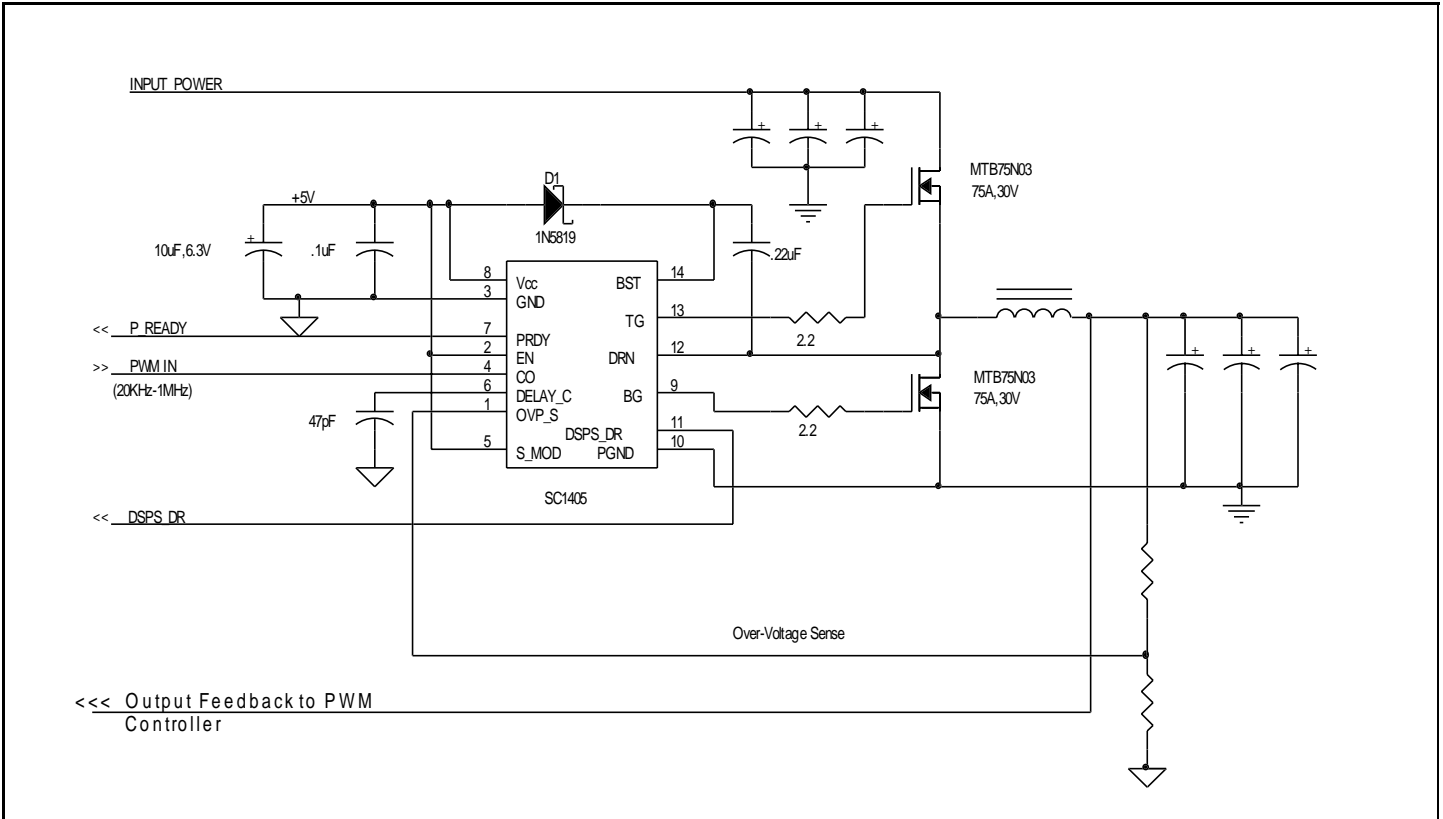 INPUT POWER
MTB75N03
75A,30V
D1
+5V
1N5819
10uF,6.3V
+
.1uF
.22uF
+
+
+
8
Vcc
BST
14
3
GND
TG
13
2.2
<< P_READY
7
PRDY
2
EN
DRN
12
>> PWM IN
4
CO
(20KHz-1MHz)
6
DELAY_C
BG
9
2.2
MTB75N03
75A,30V
+
+
+
47pF
1
OVP_S
DSPS_DR
11
5
S_MOD
PGND
10
SC1405
<< DSPS_DR
Over-Voltage Sense
<<< Output Feedback to PWM
Controller